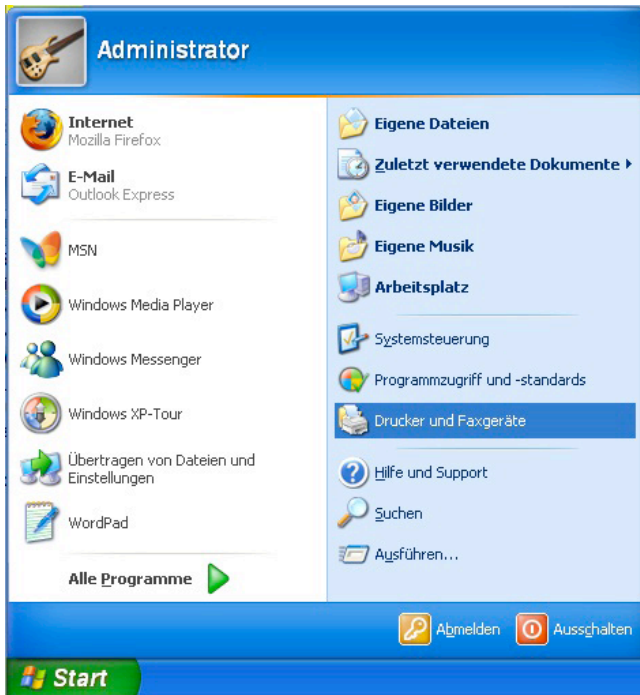 Administrator
Internet
Mozilla Firefox
E-Mail
Outlook Express
MSN
Windows Media Player
Windows Messenger
Windows XP-Tour
Übertragen von Dateien und
Einstellungen
WordPad
Alle Programme
Eigene Dateien
Zuletzt verwendete Dokumente
Eigene Bilder
Eigene Musik
Arbeitsplatz
Systemsteuerung
Programmzugriff und -standards
Drucker und Faxgeräte
Hilfe und Support
Suchen
Ausführen...
Abmelden
Ausschalten
Start